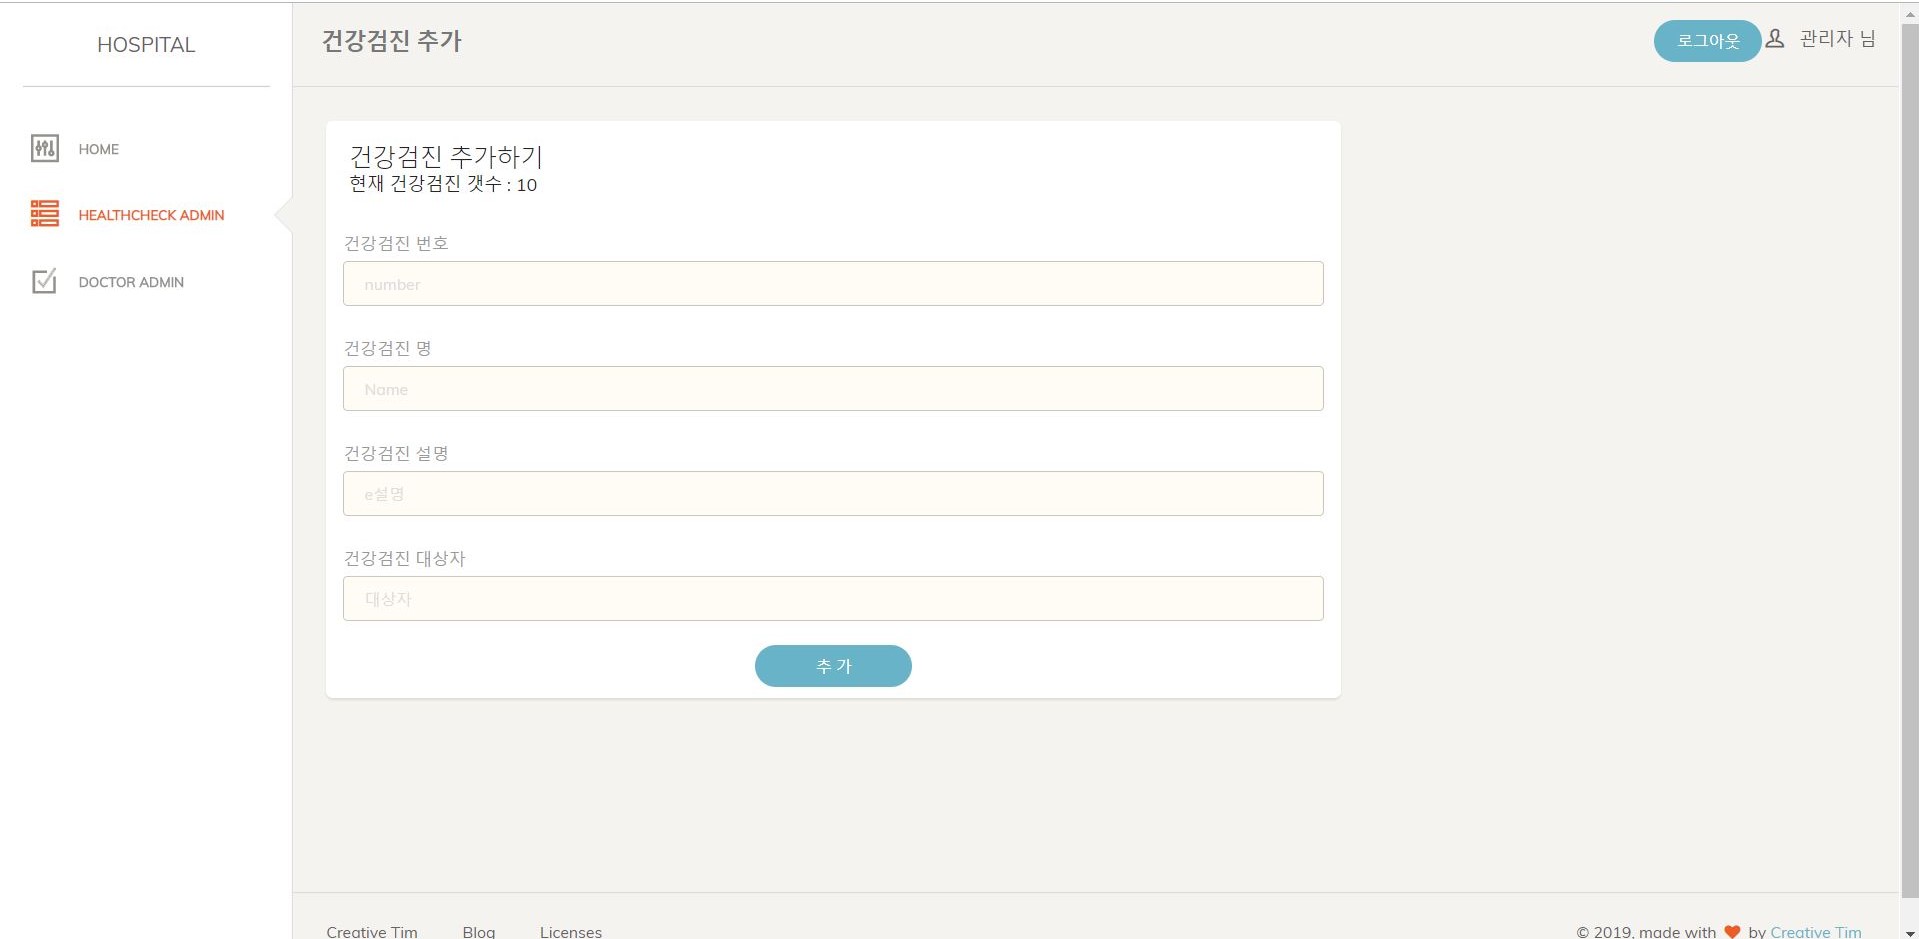 HOSPITAL
건강검진 추가
로그아웃
관리자 님
HOME
HEALTHCHECK ADMIN
DOCTOR ADMIN
건강검진 추가하기
현재 건강검진 갯수 : 10
건강검진 번호
number
건강검진 명
Name
건강검진 설명
e설명
건강검진 대상자
대상자
추 가
Creative Tim
Blog
Licenses
© 2019, made with by Creative Tim